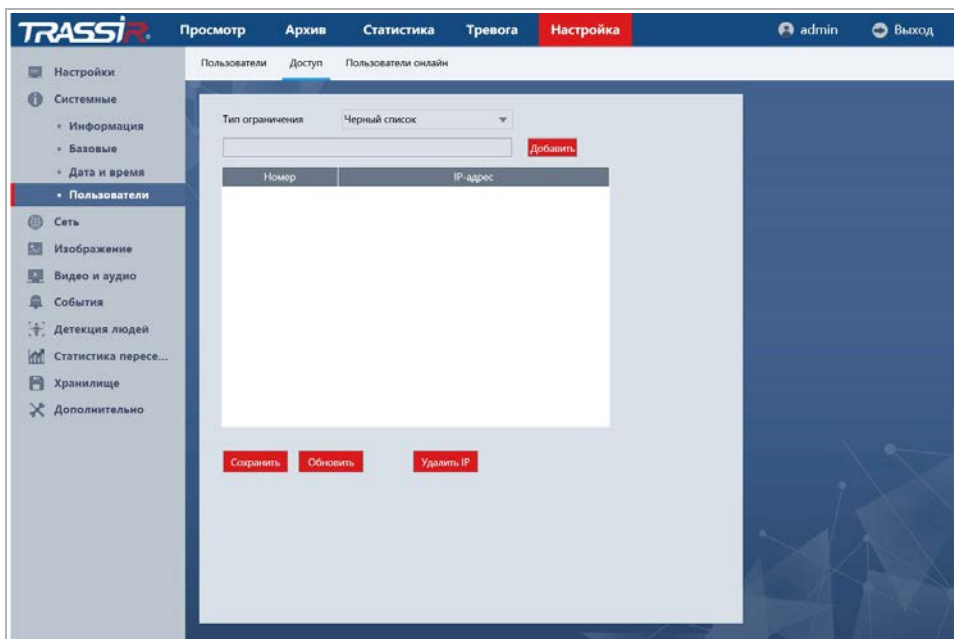 TRASSIR
Просмотр Архив Статистика Тревога Настройка admin Выход
Пользователи Доступ Пользователи онлайн
Настройки
Системные
Информация
Базовые
Дата и время
Пользователи
Сеть
Изображение
Видео и аудио
События
Детекция людей
Статистика пересе...
Хранилище
Дополнительно
Тип ограничения Черный список
Добавить
Номер IP-адрес
Сохранить Обновить Удалить IP